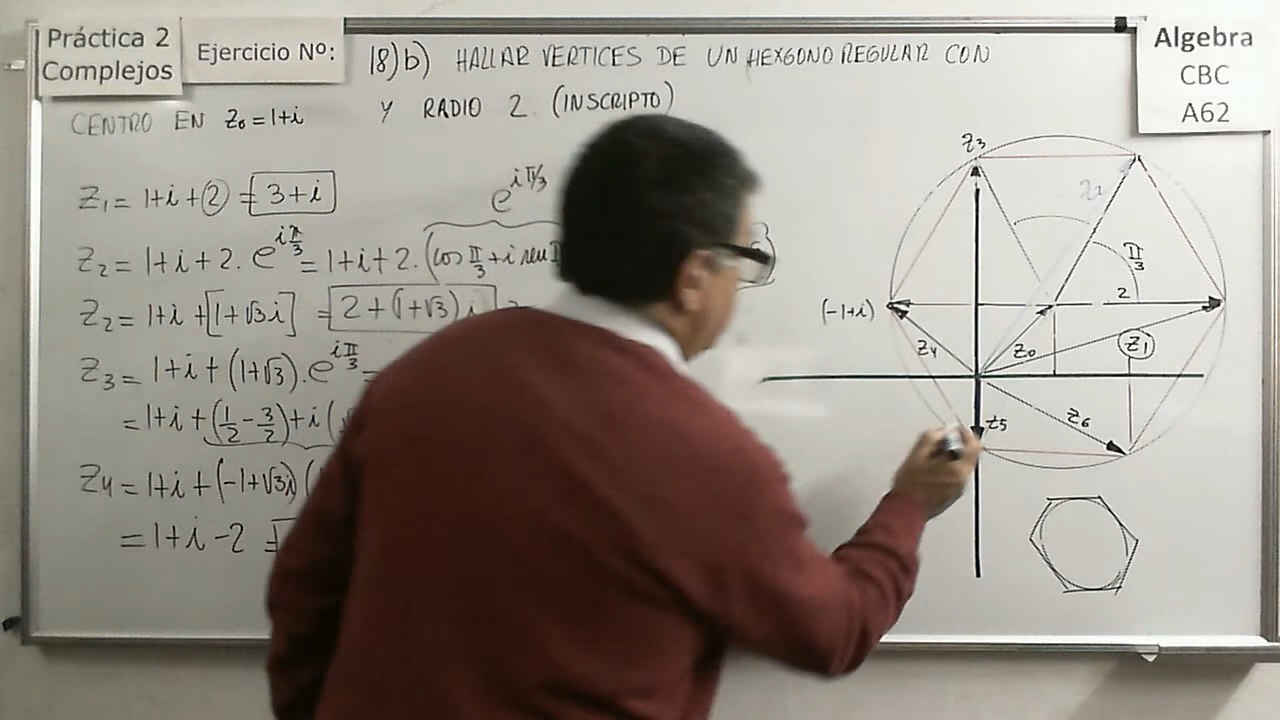 Práctica 2
Complejos
Ejercicio Nº:
18)b) HALLAR VERTICES DE UN HEXGONO REGULAR CON
CENTRO EN Z₀=1+i Y RADIO 2. (INSCRIPTO)
Algebra
CBC
A62
Z₁ = 1+i+2 = 3+i
e^{iπ/3}
Z₂ = 1+i+2. e^{iπ/3} = 1+i+2.(cos π/3 + i sen
Z₂ = 1+i+[1+√3i] = 2+(1+√3)i
Z₃ = 1+i+(1+√3).e^{iπ/3} =
= 1+i+(1/2 - 3/2)+i(
Z₄ = 1+i+(-1+√3i)(
= 1+i-2 =
Z₃
π/3
2
(-1+i)
Z₄
Z₀
Z₁
Z₅
Z₆